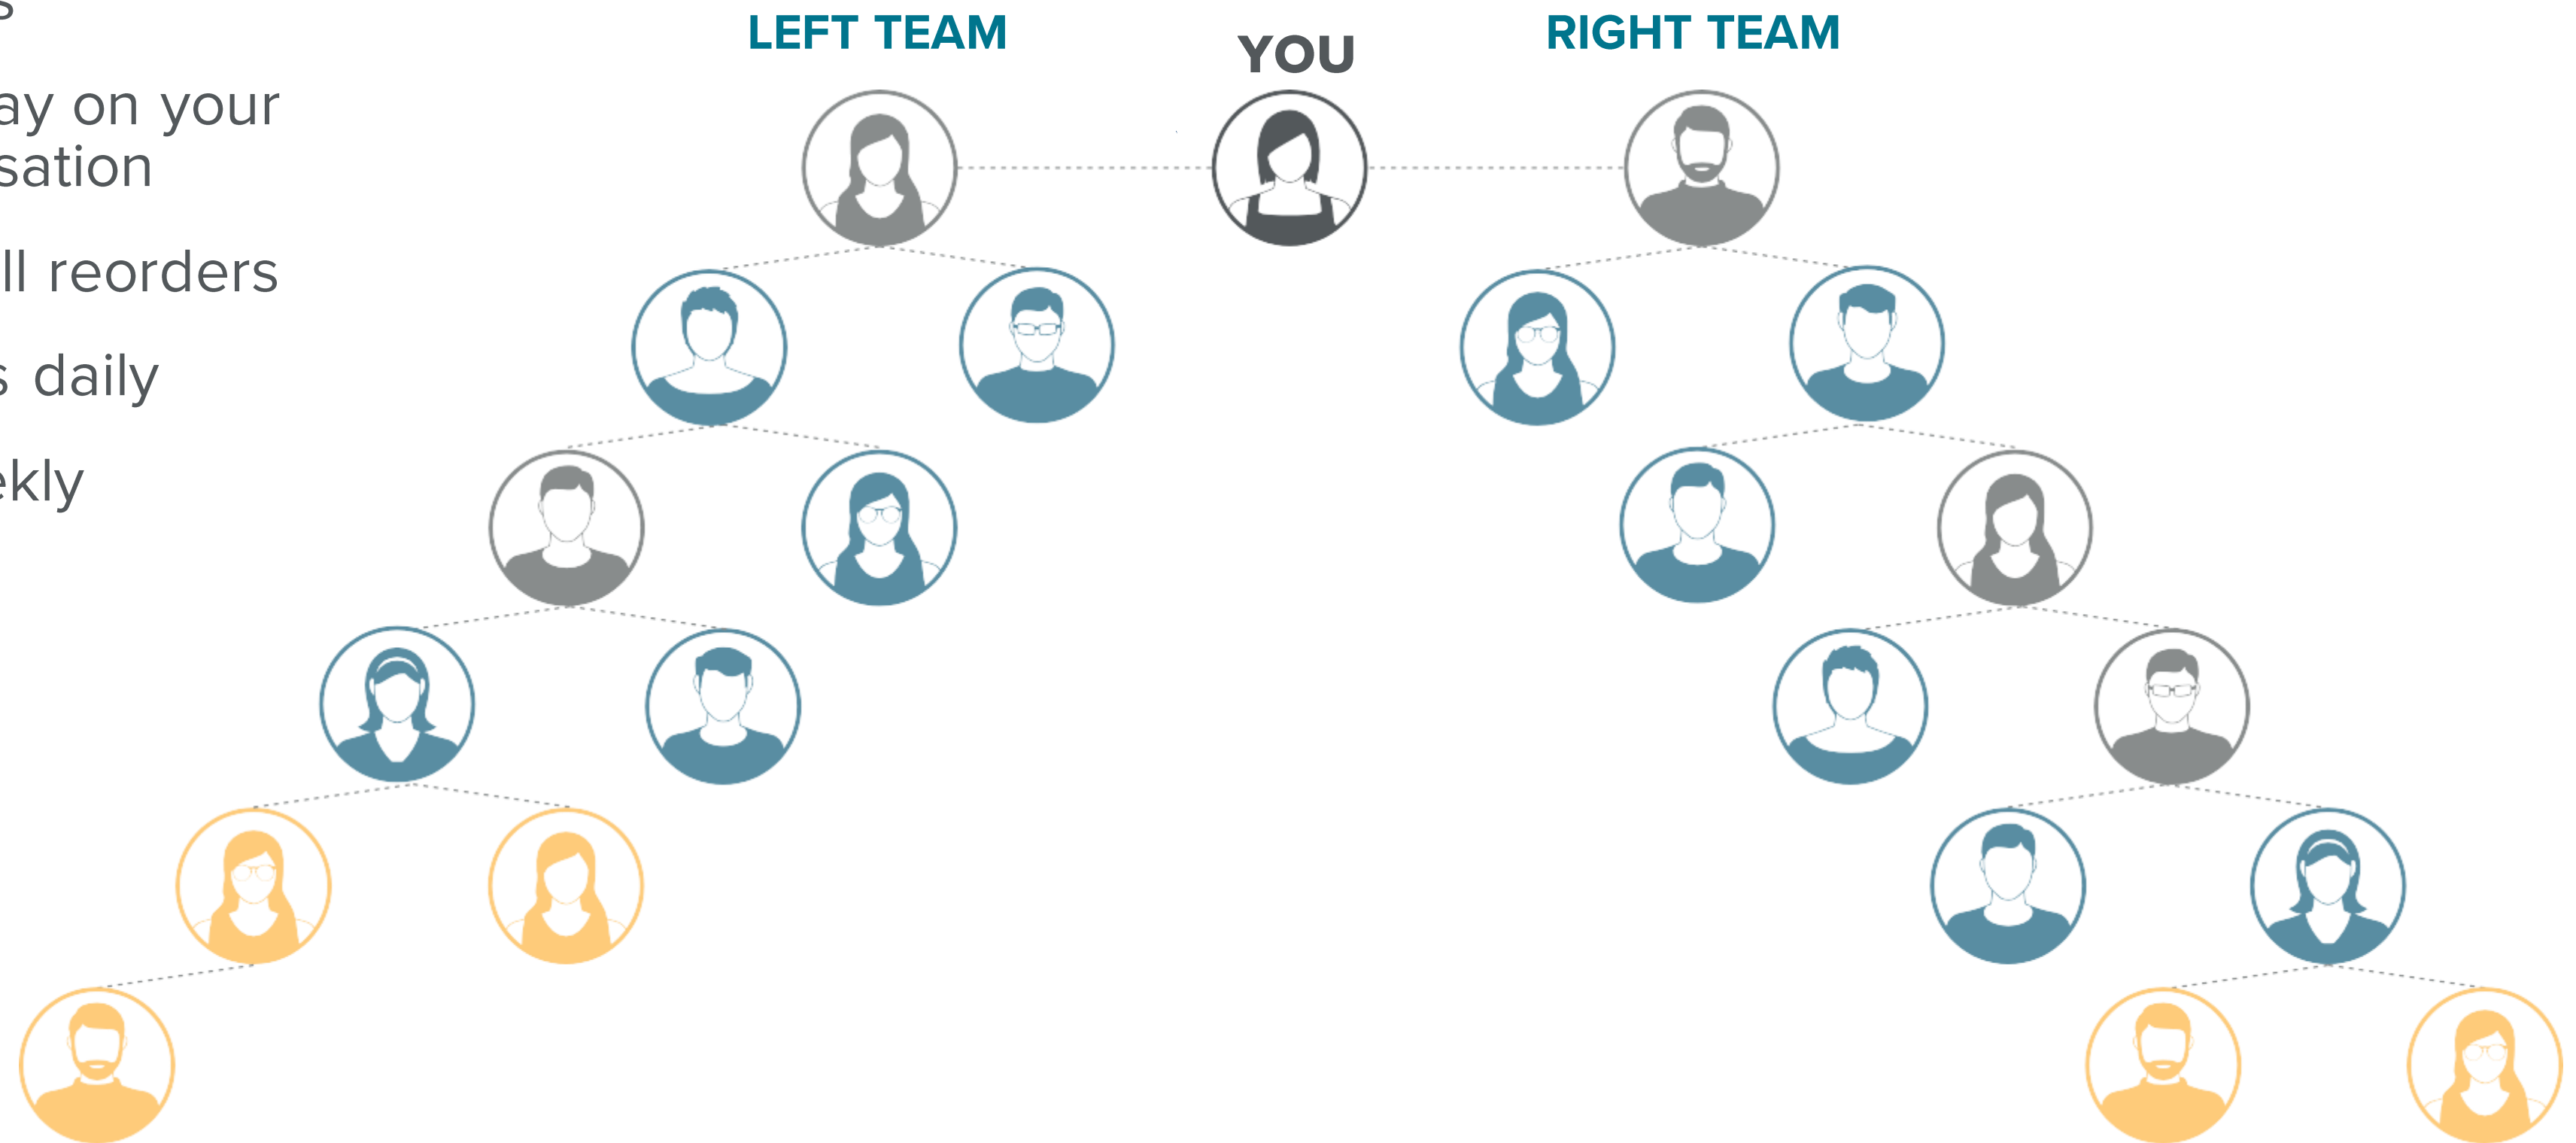 s
LEFT TEAM
YOU
RIGHT TEAM
ay on your
sation
ll reorders
s daily
ekly